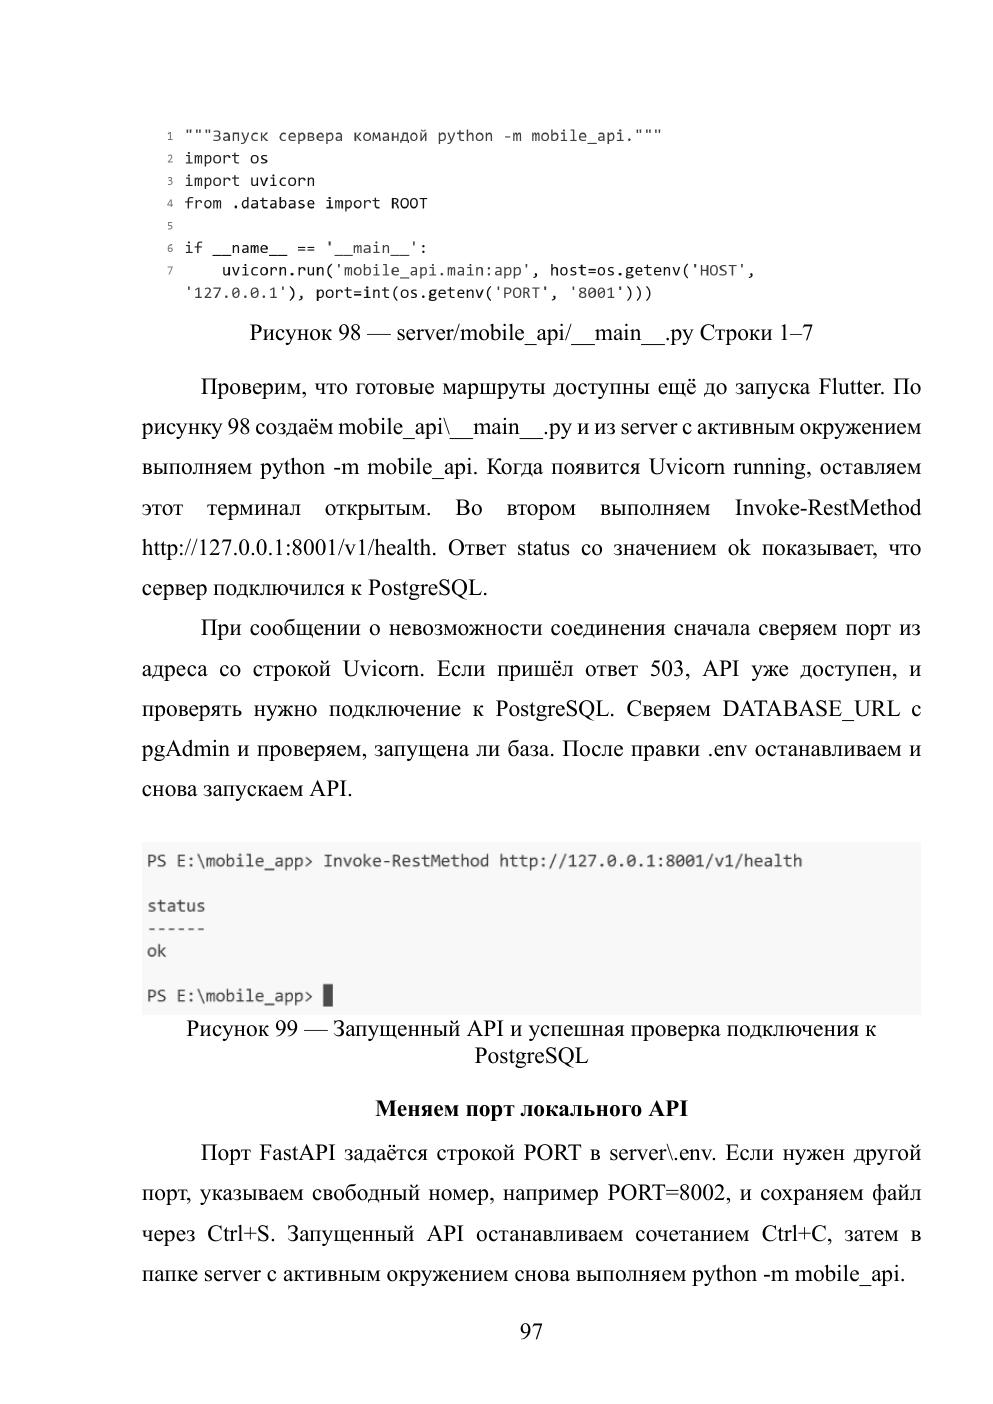 1 """Запуск сервера командой python -m mobile_api."""
2 import os
3 import uvicorn
4 from .database import ROOT
5
6 if __name__ == '__main__':
7     uvicorn.run('mobile_api.main:app', host=os.getenv('HOST',
'127.0.0.1'), port=int(os.getenv('PORT', '8001')))
Рисунок 98 — server/mobile_api/__main__.py Строки 1–7
Проверим, что готовые маршруты доступны ещё до запуска Flutter. По
рисунку 98 создаём mobile_api\__main__.py и из server с активным окружением
выполняем python -m mobile_api. Когда появится Uvicorn running, оставляем
этот терминал открытым. Во втором выполняем Invoke-RestMethod
http://127.0.0.1:8001/v1/health. Ответ status со значением ok показывает, что
сервер подключился к PostgreSQL.
При сообщении о невозможности соединения сначала сверяем порт из
адреса со строкой Uvicorn. Если пришёл ответ 503, API уже доступен, и
проверять нужно подключение к PostgreSQL. Сверяем DATABASE_URL с
pgAdmin и проверяем, запущена ли база. После правки .env останавливаем и
снова запускаем API.
PS E:\mobile_app> Invoke-RestMethod http://127.0.0.1:8001/v1/health
status
------
ok
PS E:\mobile_app>
Рисунок 99 — Запущенный API и успешная проверка подключения к
PostgreSQL
Меняем порт локального API
Порт FastAPI задаётся строкой PORT в server\.env. Если нужен другой
порт, указываем свободный номер, например PORT=8002, и сохраняем файл
через Ctrl+S. Запущенный API останавливаем сочетанием Ctrl+C, затем в
папке server с активным окружением снова выполняем python -m mobile_api.
97